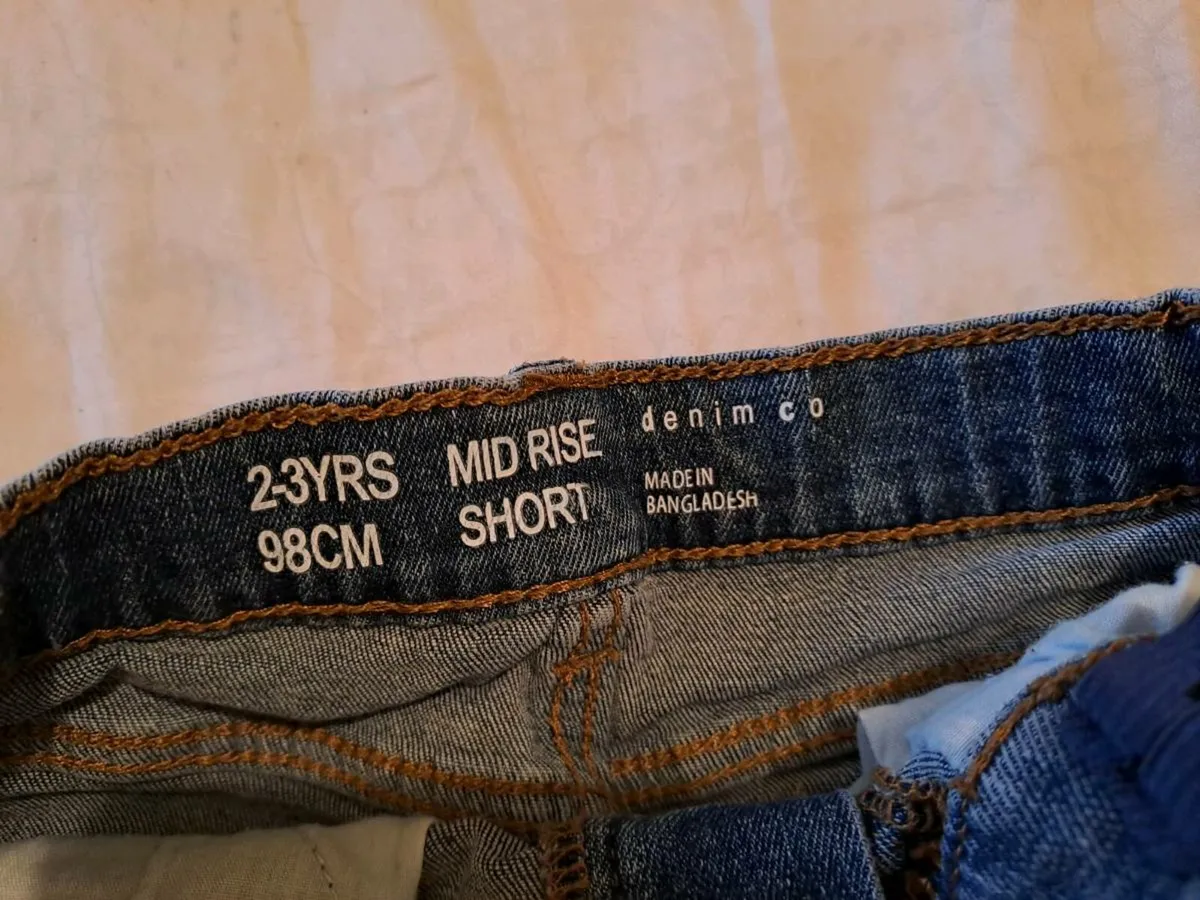 2-3YRS
98CM
MID RISE
SHORT
denim co
MADE IN
BANGLADESH